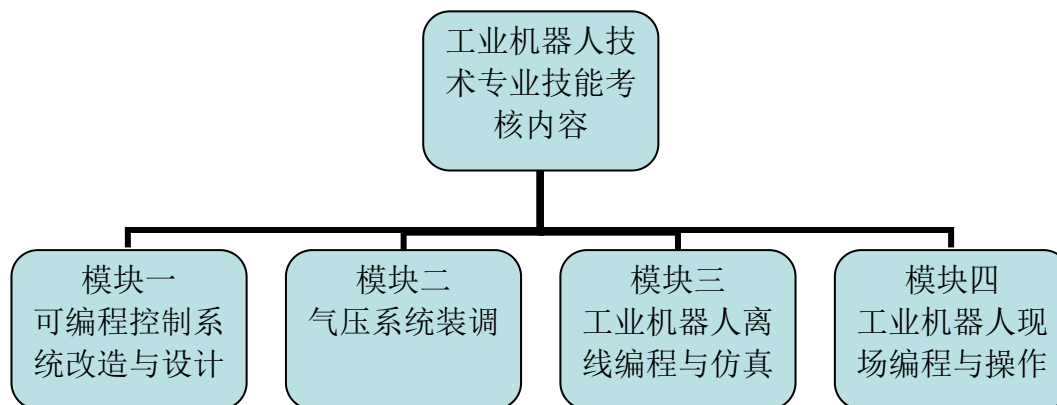 工业机器人技
术专业技能考
核内容
模块一
可编程控制系
统改造与设计
模块二
气压系统装调
模块三
工业机器人离
线编程与仿真
模块四
工业机器人现
场编程与操作